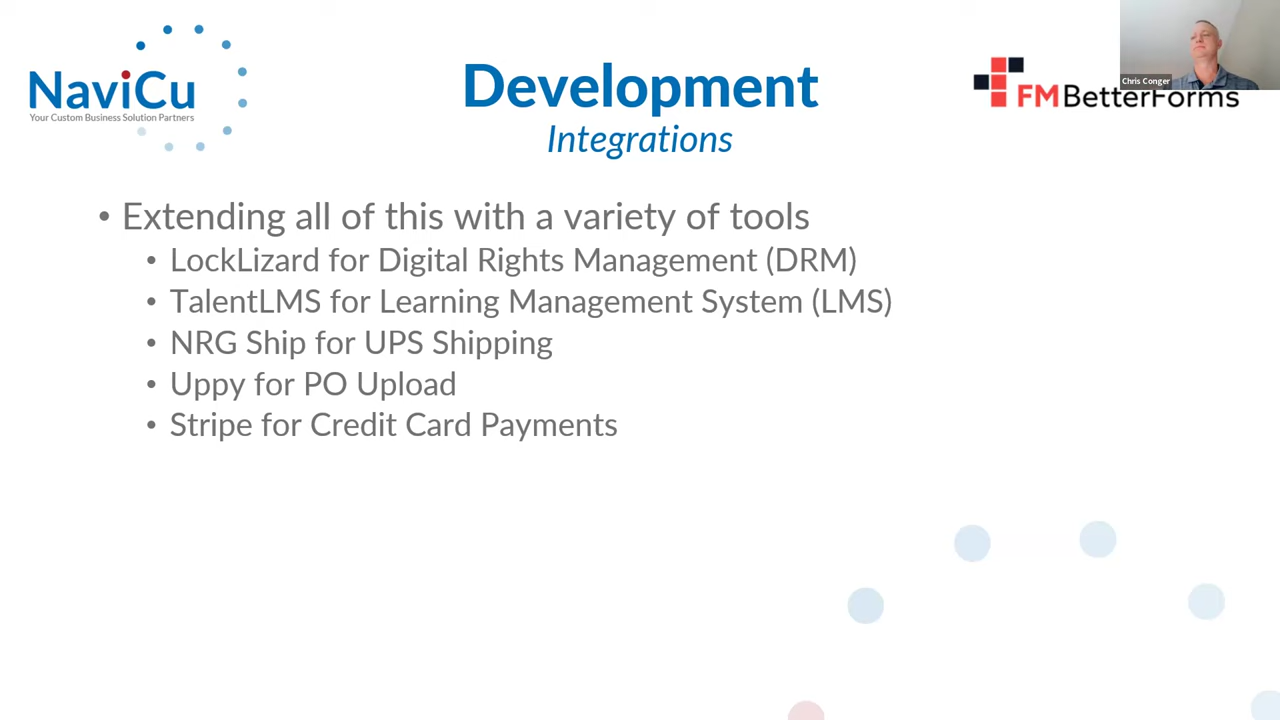 NaviCu
Your Custom Business Solution Partners
Development
Integrations
FMBetterForms
Chris Conger
• Extending all of this with a variety of tools
• LockLizard for Digital Rights Management (DRM)
• TalentLMS for Learning Management System (LMS)
• NRG Ship for UPS Shipping
• Uppy for PO Upload
• Stripe for Credit Card Payments